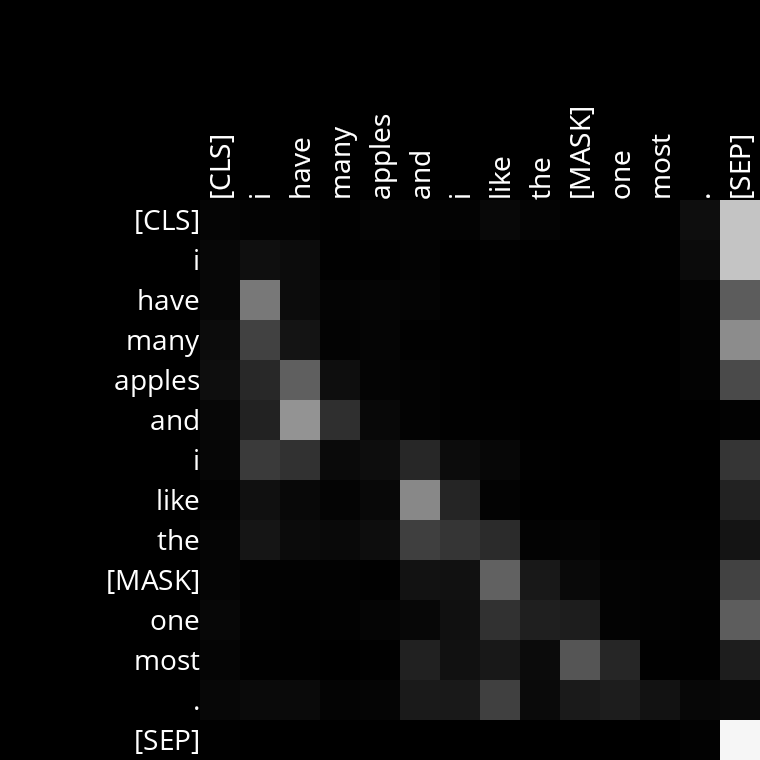 [CLS] i have many apples and i like the [MASK] one most . [SEP]
[CLS]
i
have
many
apples
and
i
like
the
[MASK]
one
most
.
[SEP]